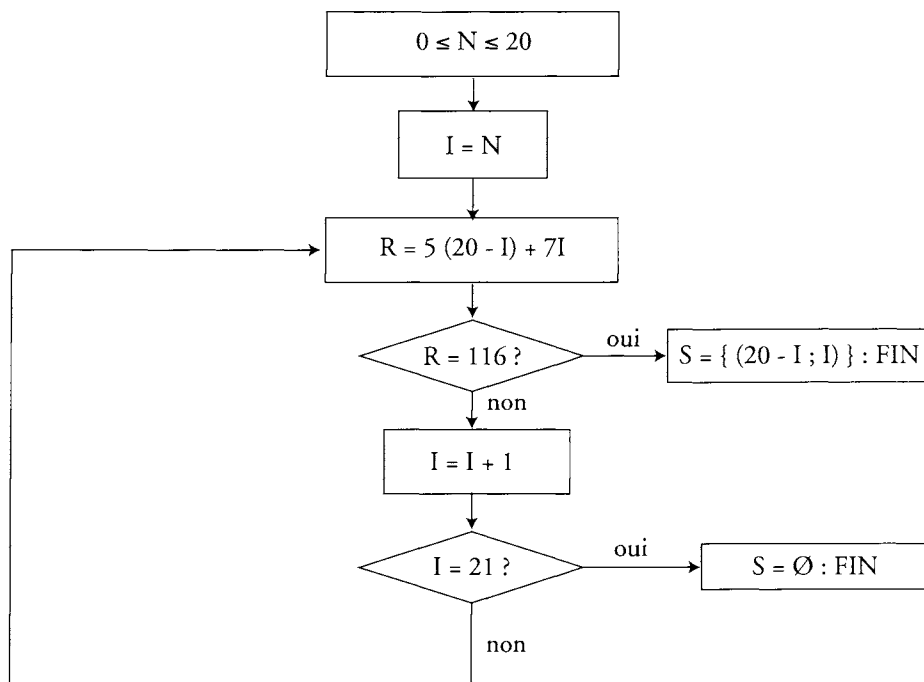 0 ≤ N ≤ 20
I = N
R = 5 (20 - I) + 7I
R = 116 ?
oui
S = { (20 - I ; I) } : FIN
non
I = I + 1
I = 21 ?
oui
S = Ø : FIN
non